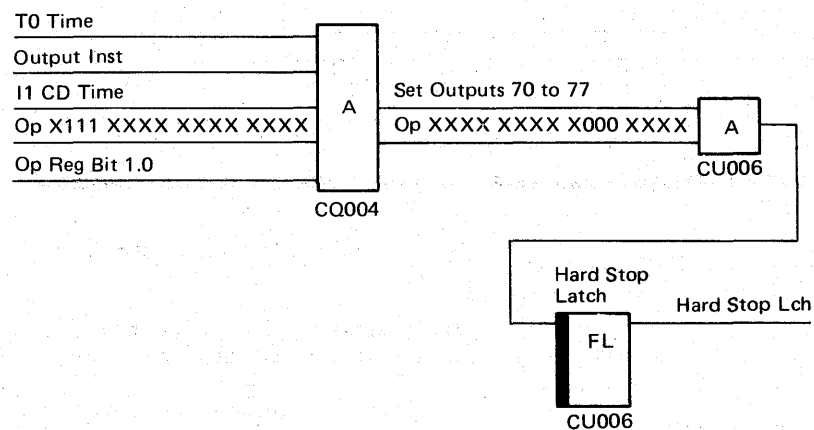 T0 Time
Output Inst
I1 CD Time
Op X111 XXXX XXXX XXXX
Op Reg Bit 1.0
A
CQ004
Set Outputs 70 to 77
Op XXXX XXXX X000 XXXX
A
CU006
Hard Stop
Latch
Hard Stop Lch
FL
CU006